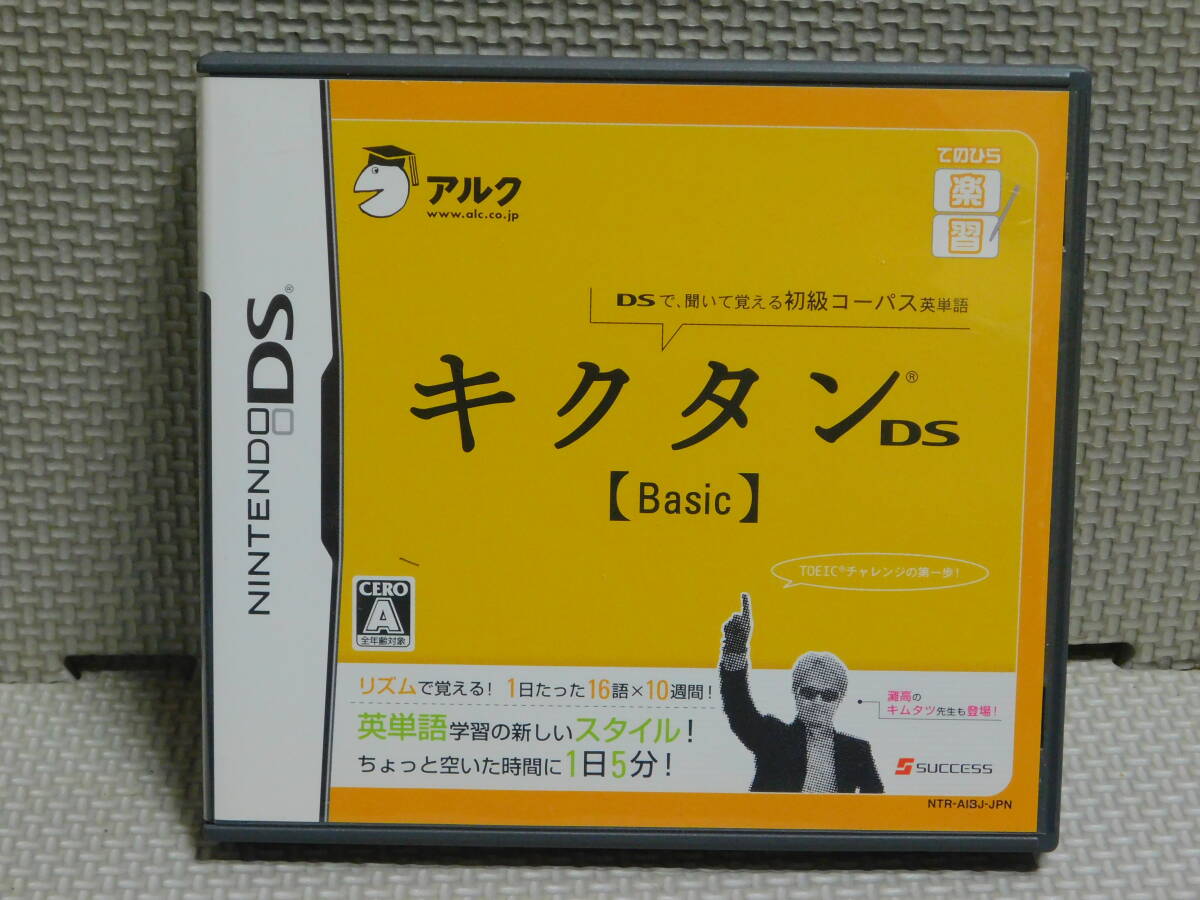 NINTENDO DS®
アルク
www.alc.co.jp
てのひら
楽
習
DSで、聞いて覚える初級コーパス英単語
キクタン®DS
【Basic】
TOEIC®チャレンジの第一歩!
CERO
A
全年齢対象
リズムで覚える! 1日たった16語×10週間!
英単語学習の新しいスタイル!
ちょっと空いた時間に1日5分!
灘高の
キムタツ先生も登場!
SUCCESS
NTR-AI3J-JPN